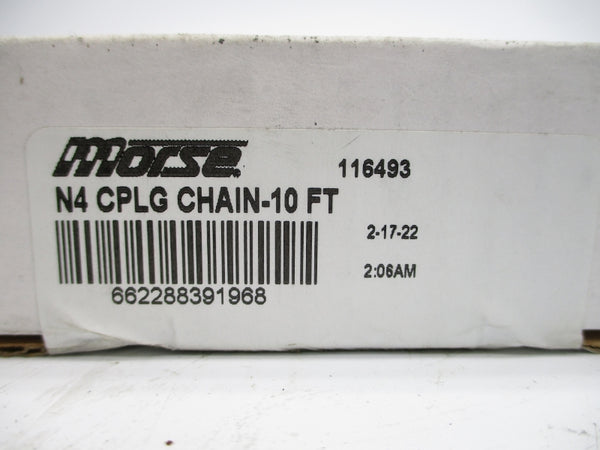 morse 116493
N4 CPLG CHAIN-10 FT
2-17-22
2:06AM
662288391968